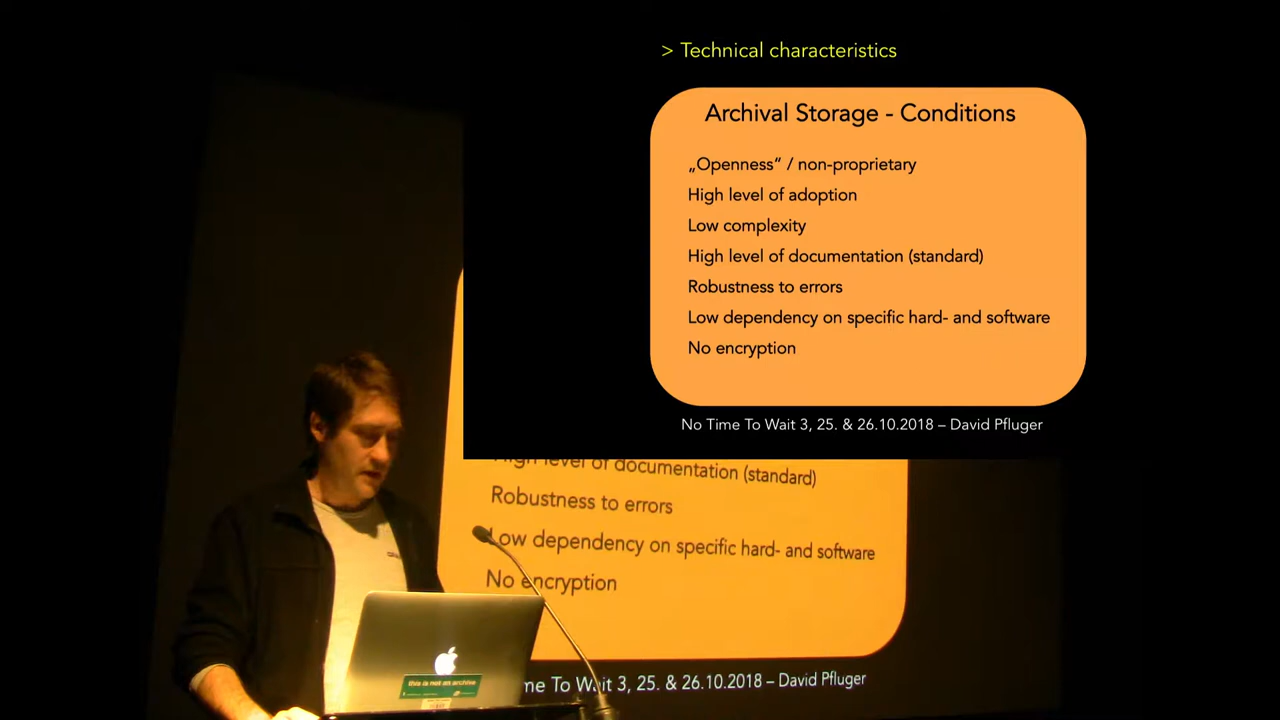 > Technical characteristics
Archival Storage - Conditions
„Openness“ / non-proprietary
High level of adoption
Low complexity
High level of documentation (standard)
Robustness to errors
Low dependency on specific hard- and software
No encryption
No Time To Wait 3, 25. & 26.10.2018 – David Pfluger
High level of documentation (standard)
Robustness to errors
Low dependency on specific hard- and software
No encryption
me To Wait 3, 25. & 26.10.2018 – David Pfluger
this is not an archive